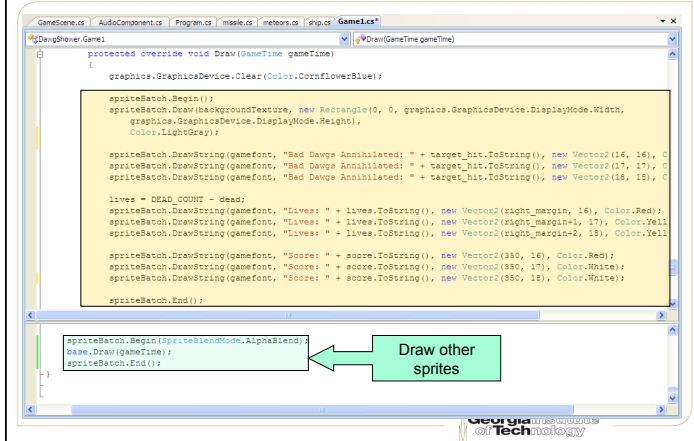 GameScene.cs AudioComponent.cs Program.cs missile.cs meteors.cs ship.cs Game1.cs*
DawgShower.Game1
Draw(GameTime gameTime)
protected override void Draw(GameTime gameTime)
{
graphics.GraphicsDevice.Clear(Color.CornflowerBlue);
spriteBatch.Begin();
spriteBatch.Draw(backgroundTexture, new Rectangle(0, 0, graphics.GraphicsDevice.DisplayMode.Width,
graphics.GraphicsDevice.DisplayMode.Height),
Color.LightGray);
spriteBatch.DrawString(gamefont, "Bad Dawgs Annihilated: " + target_hit.ToString(), new Vector2(16, 16), C
spriteBatch.DrawString(gamefont, "Bad Dawgs Annihilated: " + target_hit.ToString(), new Vector2(17, 17), C
spriteBatch.DrawString(gamefont, "Bad Dawgs Annihilated: " + target_hit.ToString(), new Vector2(18, 18), C
lives = DEAD_COUNT - dead;
spriteBatch.DrawString(gamefont, "Lives: " + lives.ToString(), new Vector2(right_margin, 16), Color.Red);
spriteBatch.DrawString(gamefont, "Lives: " + lives.ToString(), new Vector2(right_margin+1, 17), Color.Yell
spriteBatch.DrawString(gamefont, "Lives: " + lives.ToString(), new Vector2(right_margin+2, 18), Color.Yell
spriteBatch.DrawString(gamefont, "Score: " + score.ToString(), new Vector2(350, 16), Color.Red);
spriteBatch.DrawString(gamefont, "Score: " + score.ToString(), new Vector2(350, 17), Color.White);
spriteBatch.DrawString(gamefont, "Score: " + score.ToString(), new Vector2(350, 18), Color.White);
spriteBatch.End();
spriteBatch.Begin(SpriteBlendMode.AlphaBlend);
base.Draw(gameTime);
spriteBatch.End();
}
Draw other
sprites
Georgia Institute
of Technology